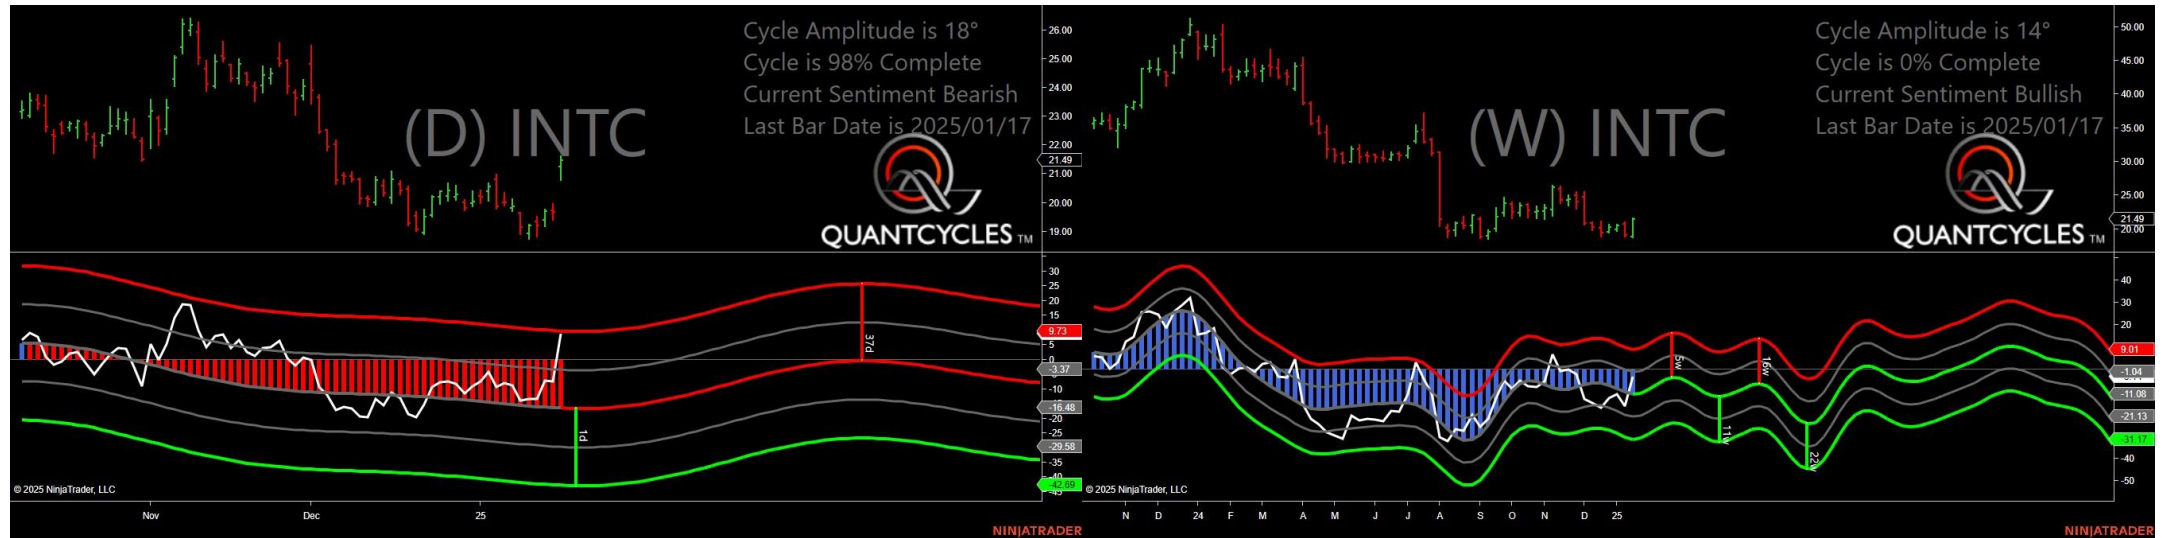 Cycle Amplitude is 18°
Cycle is 98% Complete
Current Sentiment Bearish
Last Bar Date is 2025/01/17
(D) INTC
QUANTCYCLES TM
26.00
25.00
24.00
23.00
22.00
21.49
21.00
20.00
19.00
30
25
20
15
9.73
5
0
-3.37
-10
-16.48
-20
-25
-29.58
-35
-42.69
-45
37d
1d
© 2025 NinjaTrader, LLC
Nov
Dec
25
NINJATRADER
Cycle Amplitude is 14°
Cycle is 0% Complete
Current Sentiment Bullish
Last Bar Date is 2025/01/17
(W) INTC
QUANTCYCLES TM
50.00
45.00
40.00
35.00
30.00
25.00
21.49
20.00
40
30
20
9.01
-1.04
-11.08
-21.13
-31.17
-40
-50
5w
16w
11w
22w
© 2025 NinjaTrader, LLC
N D 24 F M A M J J A S O N D 25
NINJATRADER